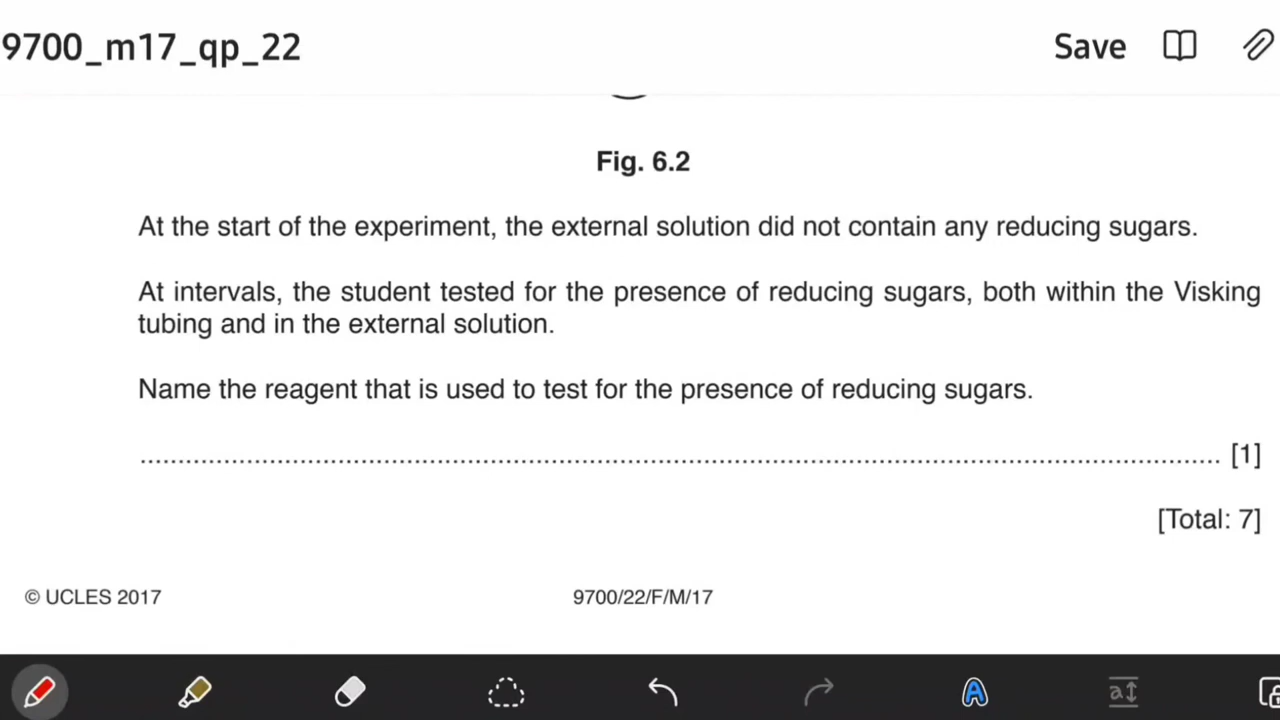 9700_m17_qp_22
Save
Fig. 6.2
At the start of the experiment, the external solution did not contain any reducing sugars.
At intervals, the student tested for the presence of reducing sugars, both within the Visking
tubing and in the external solution.
Name the reagent that is used to test for the presence of reducing sugars.
.................................................................................................................................................. [1]
[Total: 7]
© UCLES 2017
9700/22/F/M/17
A
a